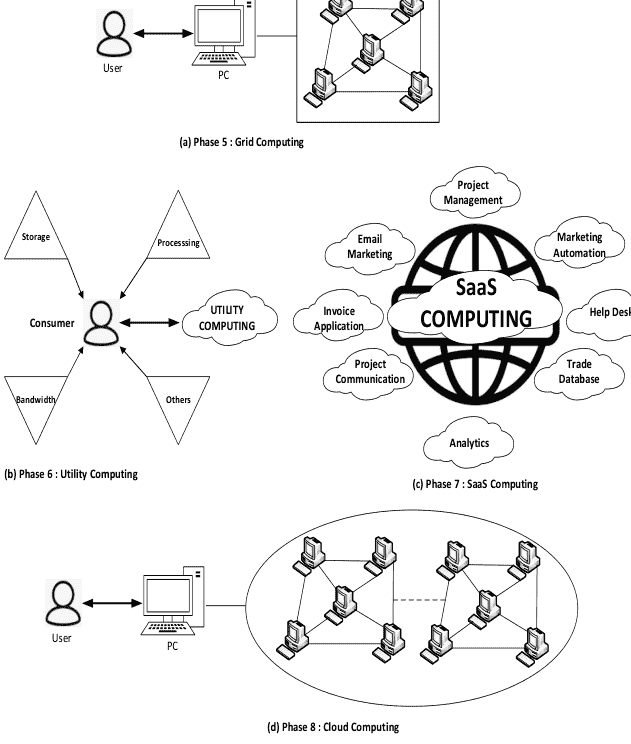 User
PC
(a) Phase 5 : Grid Computing
Storage
Processsing
Consumer
UTILITY
COMPUTING
Bandwidth
Others
(b) Phase 6 : Utility Computing
Project
Management
Email
Marketing
Marketing
Automation
SaaS
COMPUTING
Invoice
Application
Help Desk
Project
Communication
Trade
Database
Analytics
(c) Phase 7 : SaaS Computing
User
PC
(d) Phase 8 : Cloud Computing